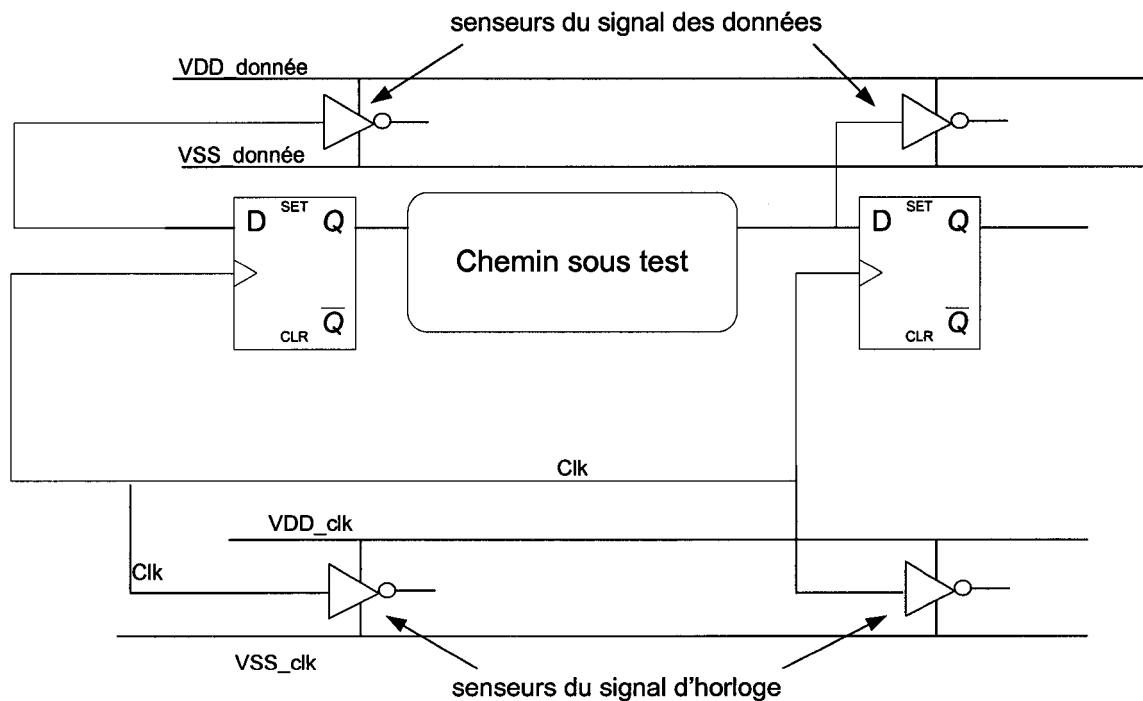 senseurs du signal des données
VDD_donnée
VSS_donnée
D SET Q
Q
CLR
Chemin sous test
D SET Q
Q
CLR
Clk
VDD_clk
Clk
VSS_clk
senseurs du signal d'horloge